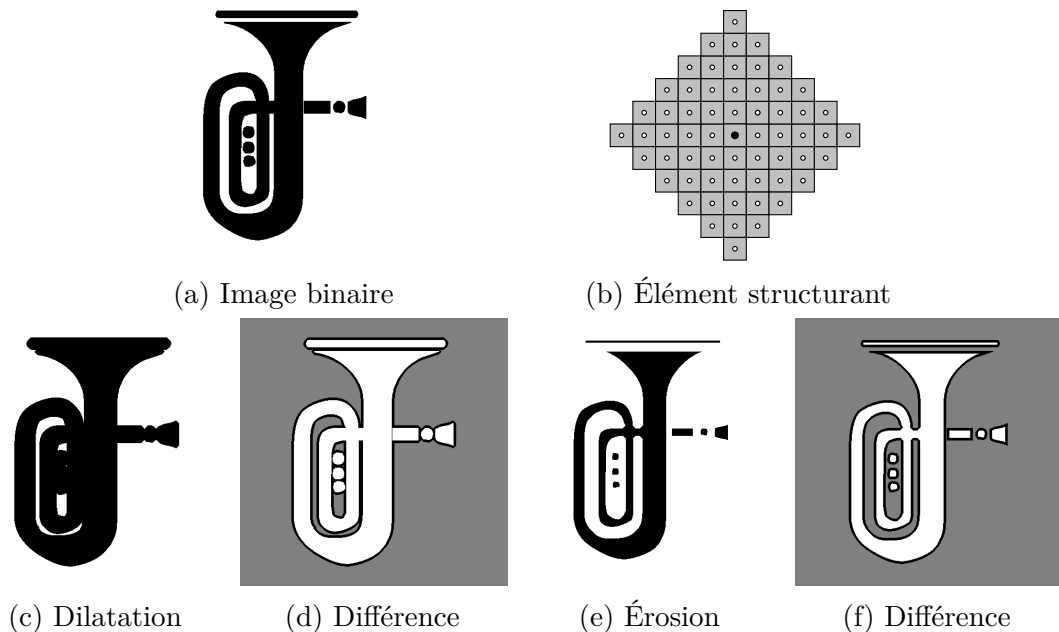 (a) Image binaire
(b) Élément structurant
(c) Dilatation
(d) Différence
(e) Érosion
(f) Différence